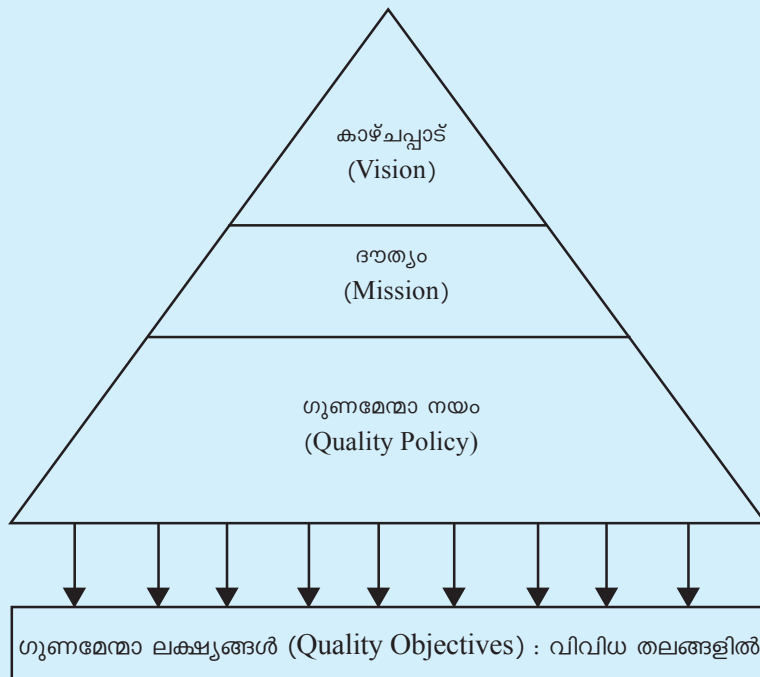 കാഴ്ചപ്പാട്
(Vision)
ദൗത്യം
(Mission)
ഗുണമേന്മാ നയം
(Quality Policy)
ഗുണമേന്മാ ലക്ഷ്യങ്ങൾ (Quality Objectives) : വിവിധ തലങ്ങളിൽ